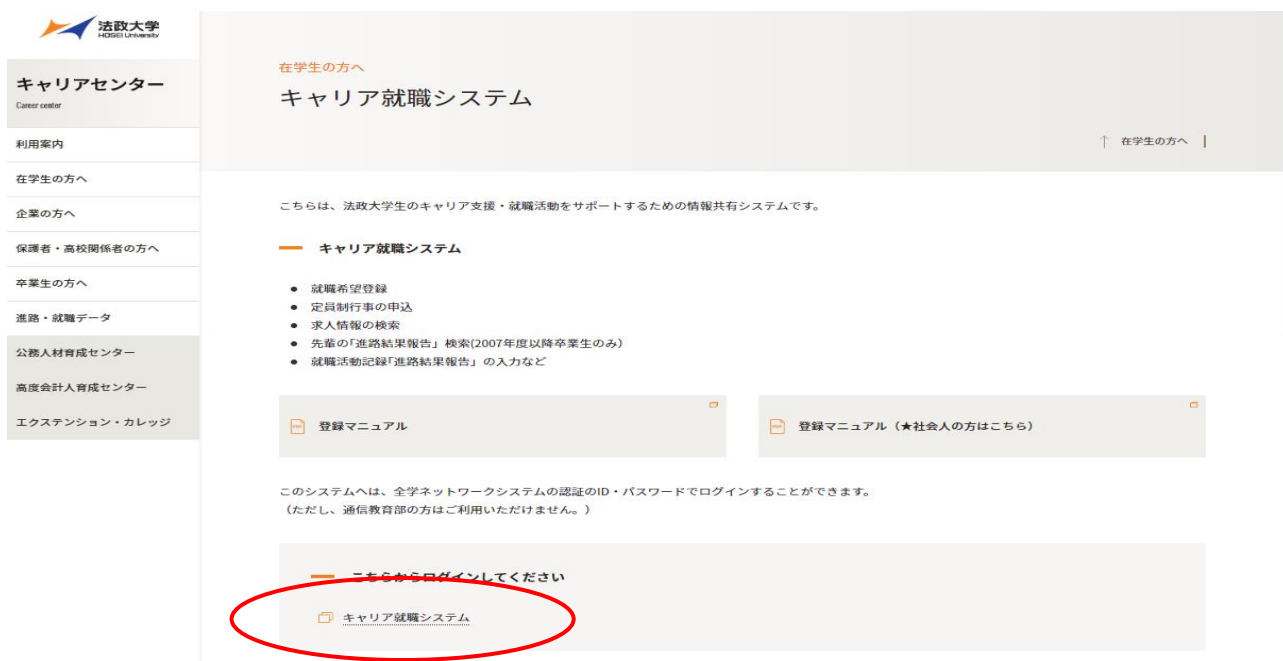 法政大学
HOSEI University
キャリアセンター
Career center
利用案内
在学生の方へ
企業の方へ
保護者・高校関係者の方へ
卒業生の方へ
進路・就職データ
公務人材育成センター
高度会計人育成センター
エクステンション・カレッジ
在学生の方へ
キャリア就職システム
↑ 在学生の方へ
こちらは、法政大学生のキャリア支援・就職活動をサポートするための情報共有システムです。
キャリア就職システム
● 就職希望登録
● 定員制行事の申込
● 求人情報の検索
● 先輩の「進路結果報告」検索(2007年度以降卒業生のみ)
● 就職活動記録「進路結果報告」の入力など
PDF 登録マニュアル
PDF 登録マニュアル（★社会人の方はこちら）
このシステムへは、全学ネットワークシステムの認証のID・パスワードでログインすることができます。
（ただし、通信教育部の方はご利用いただけません。）
こちらからログインしてください
キャリア就職システム